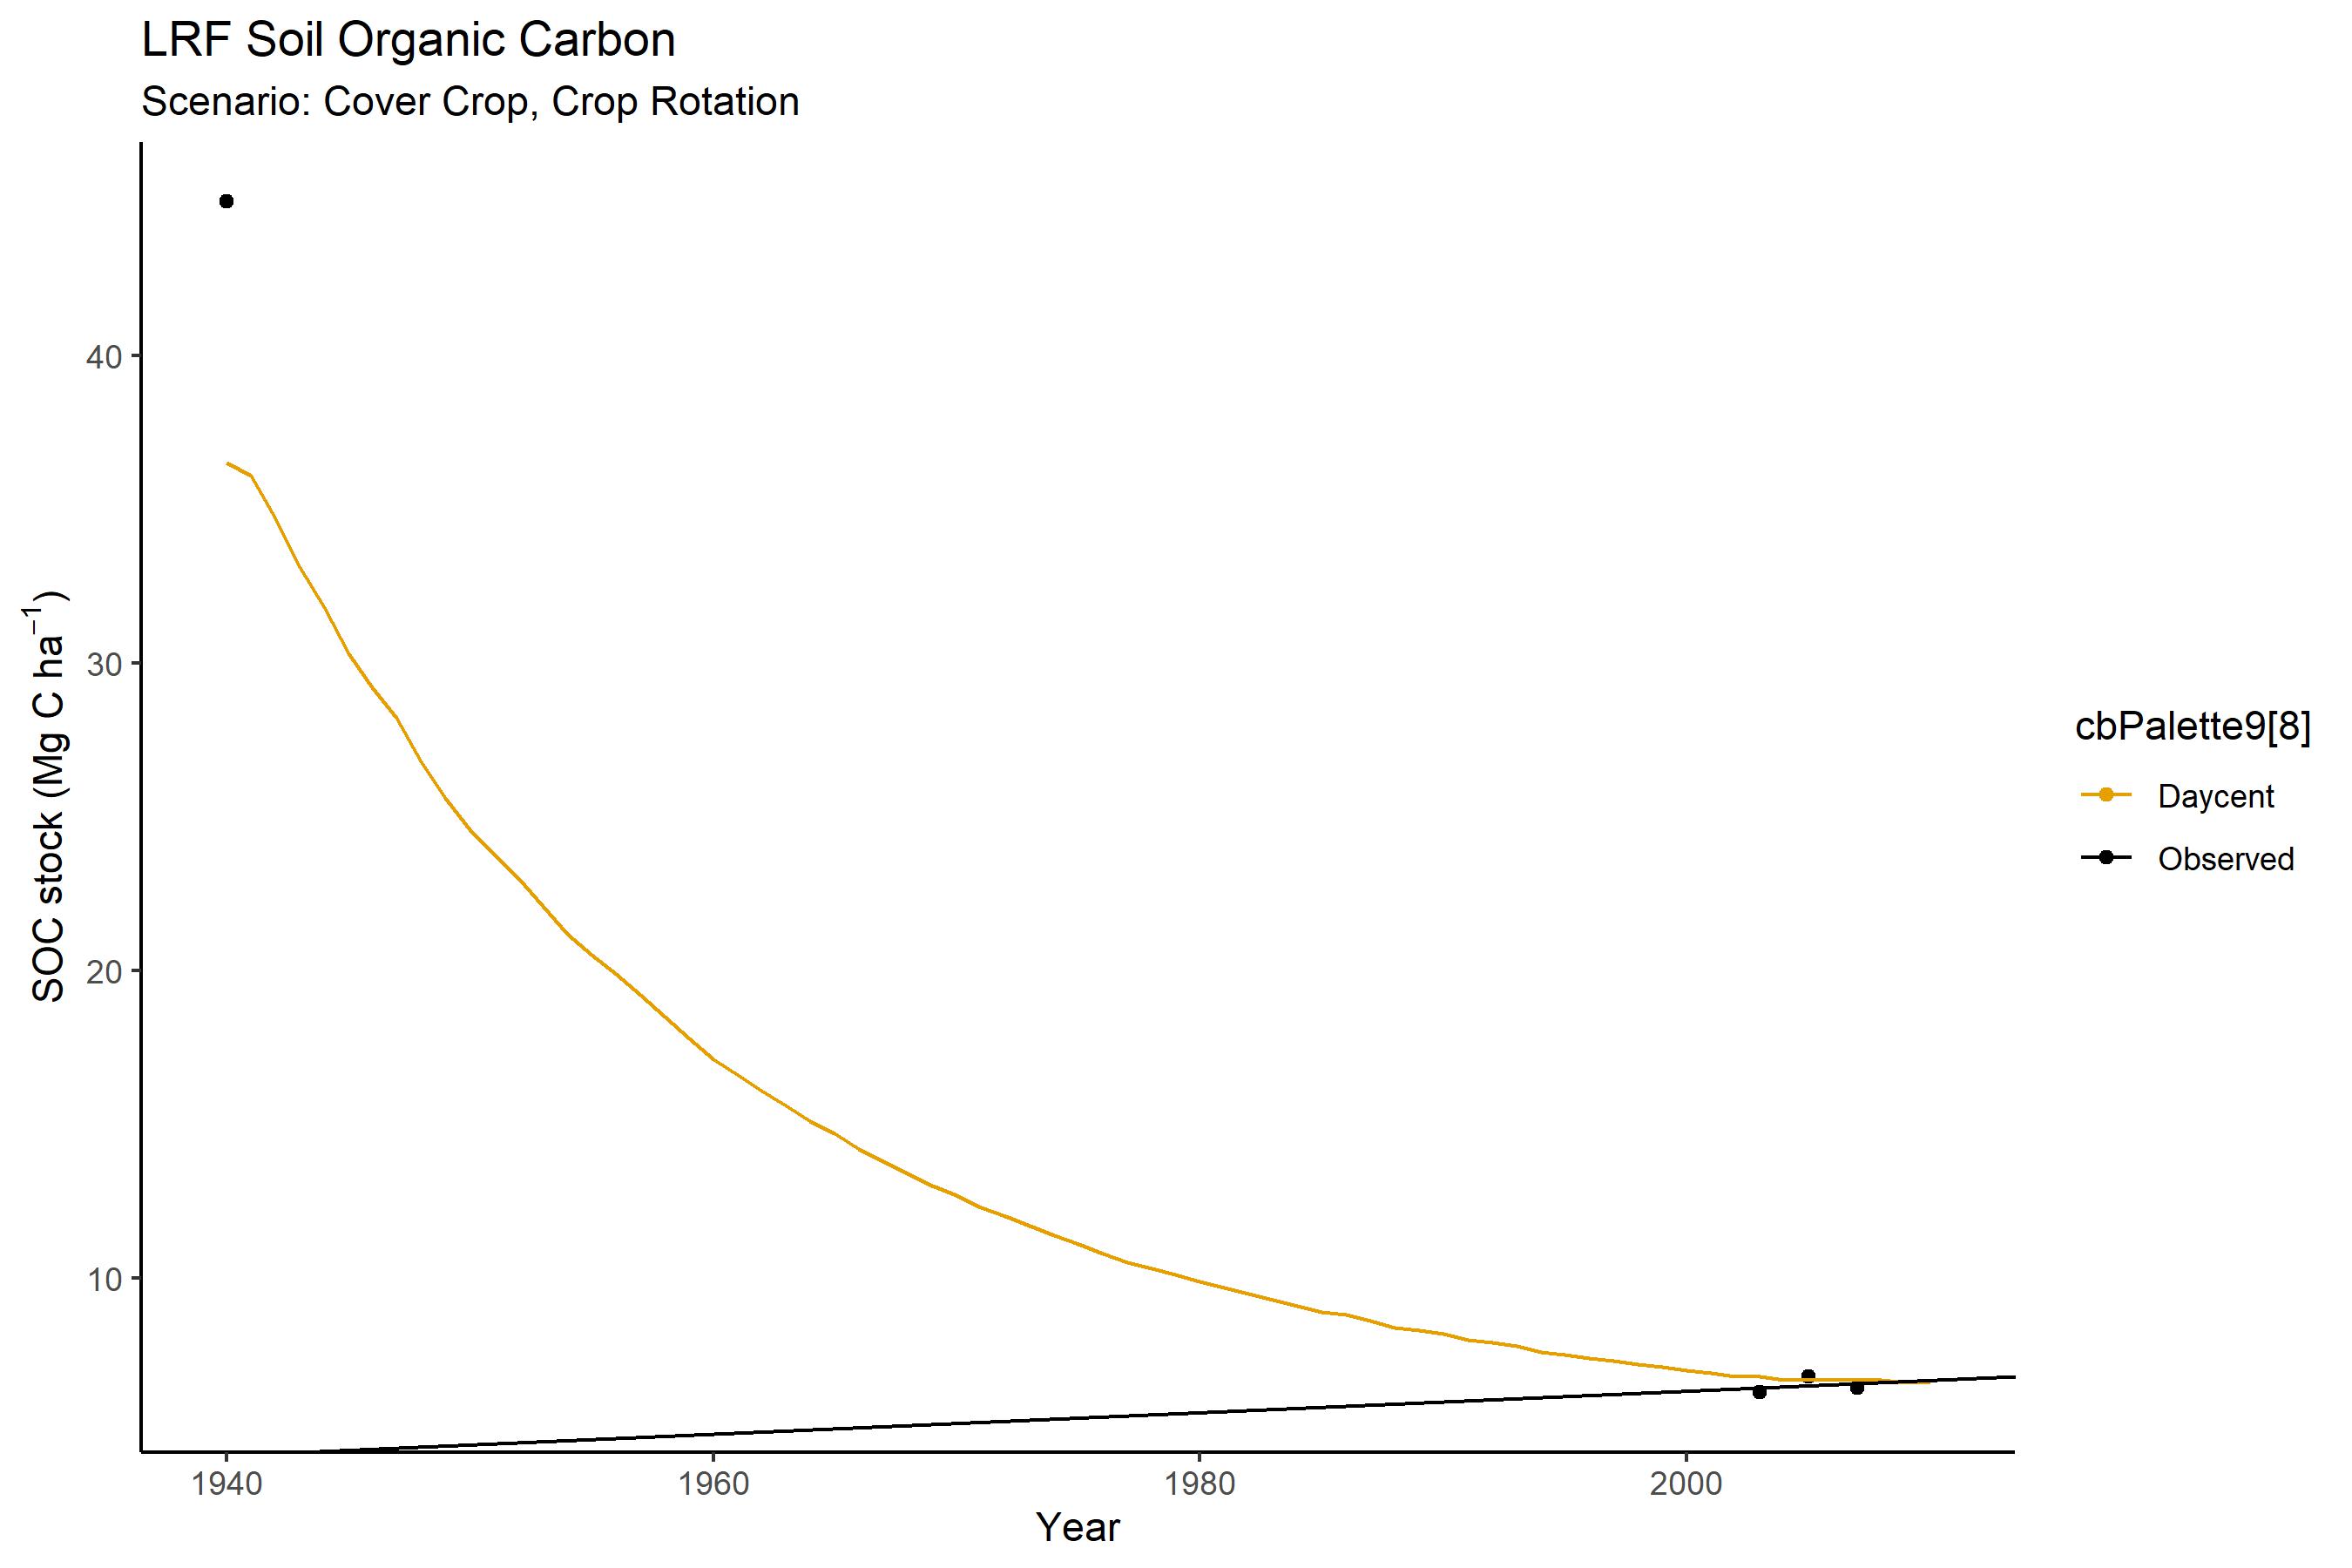 LRF Soil Organic Carbon
Scenario: Cover Crop, Crop Rotation
SOC stock (Mg C ha⁻¹)
40
30
20
10
1940
1960
1980
2000
Year
cbPalette9[8]
Daycent
Observed